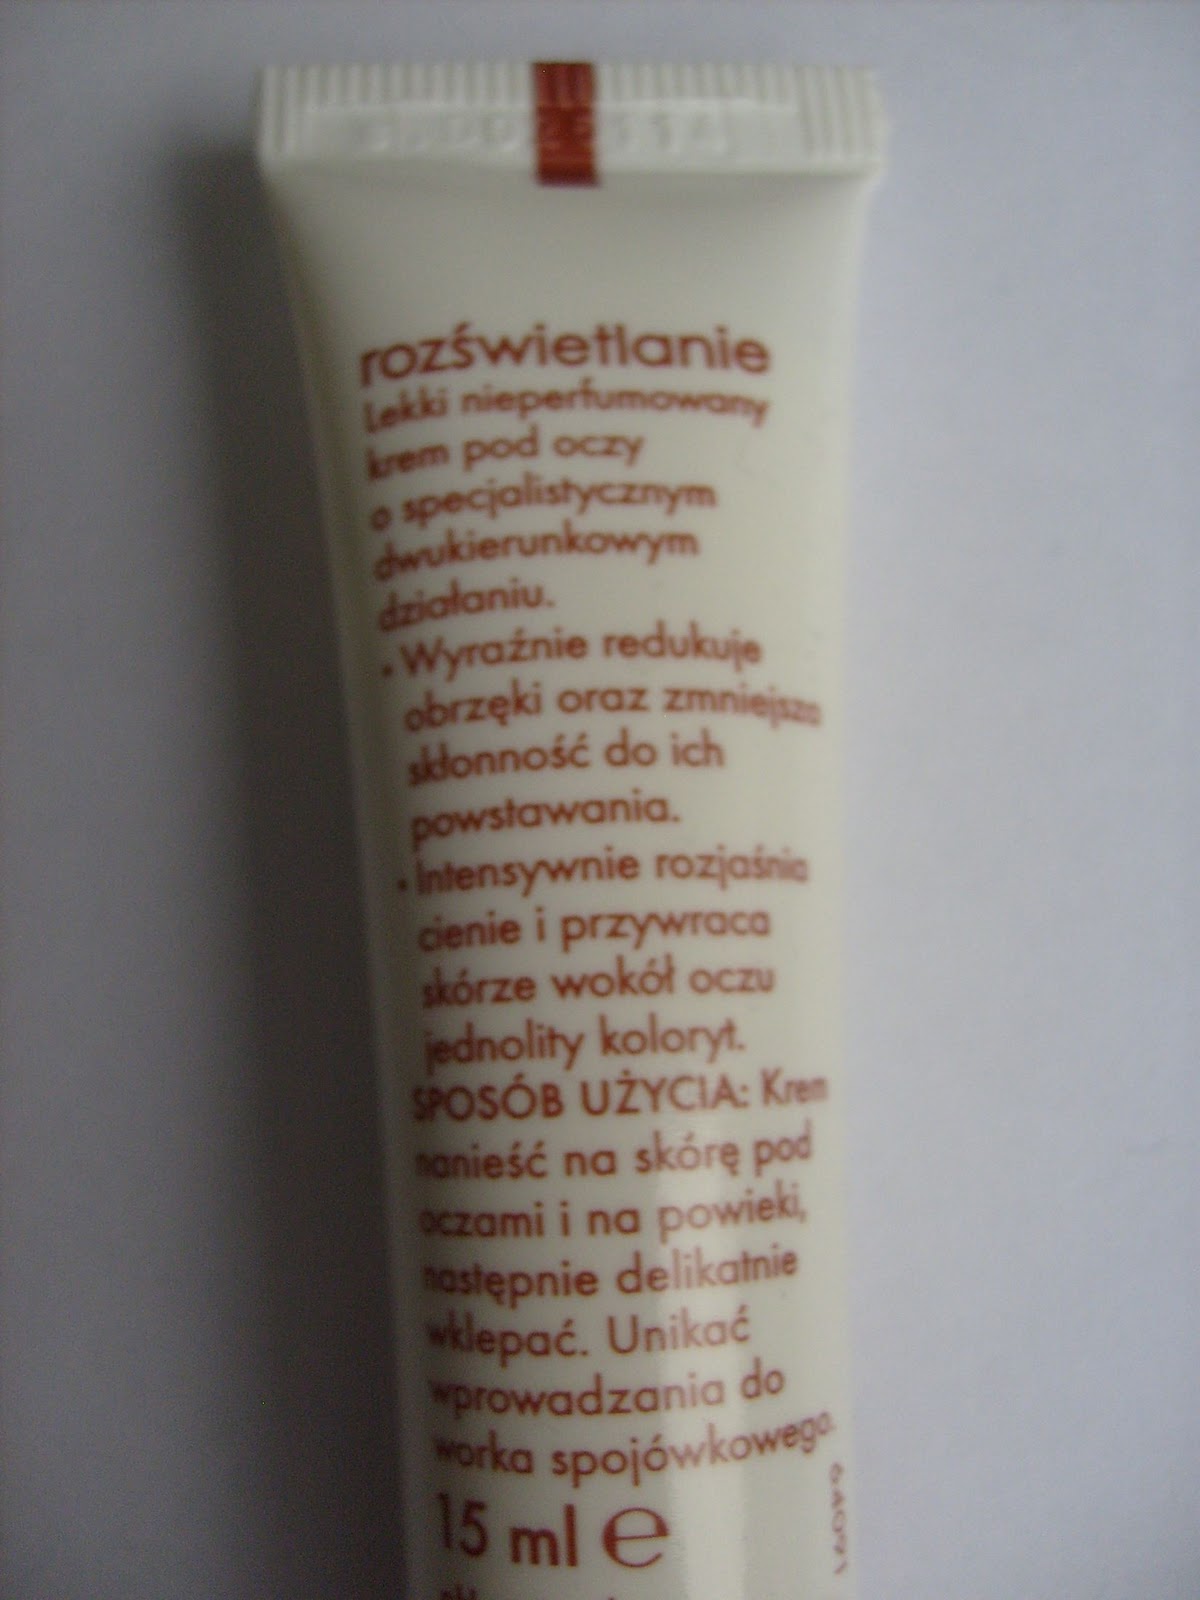 rozświetlanie
Lekki nieperfumowany
krem pod oczy
o specjalistycznym
dwukierunkowym
działaniu.
• Wyraźnie redukuje
obrzęki oraz zmniejsza
skłonność do ich
powstawania.
• Intensywnie rozjaśnia
cienie i przywraca
skórze wokół oczu
jednolity koloryt.
SPOSÓB UŻYCIA: Krem
nanieść na skórę pod
oczami i na powieki,
następnie delikatnie
wklepać. Unikać
wprowadzania do
worka spojówkowego.
15 ml e
pH